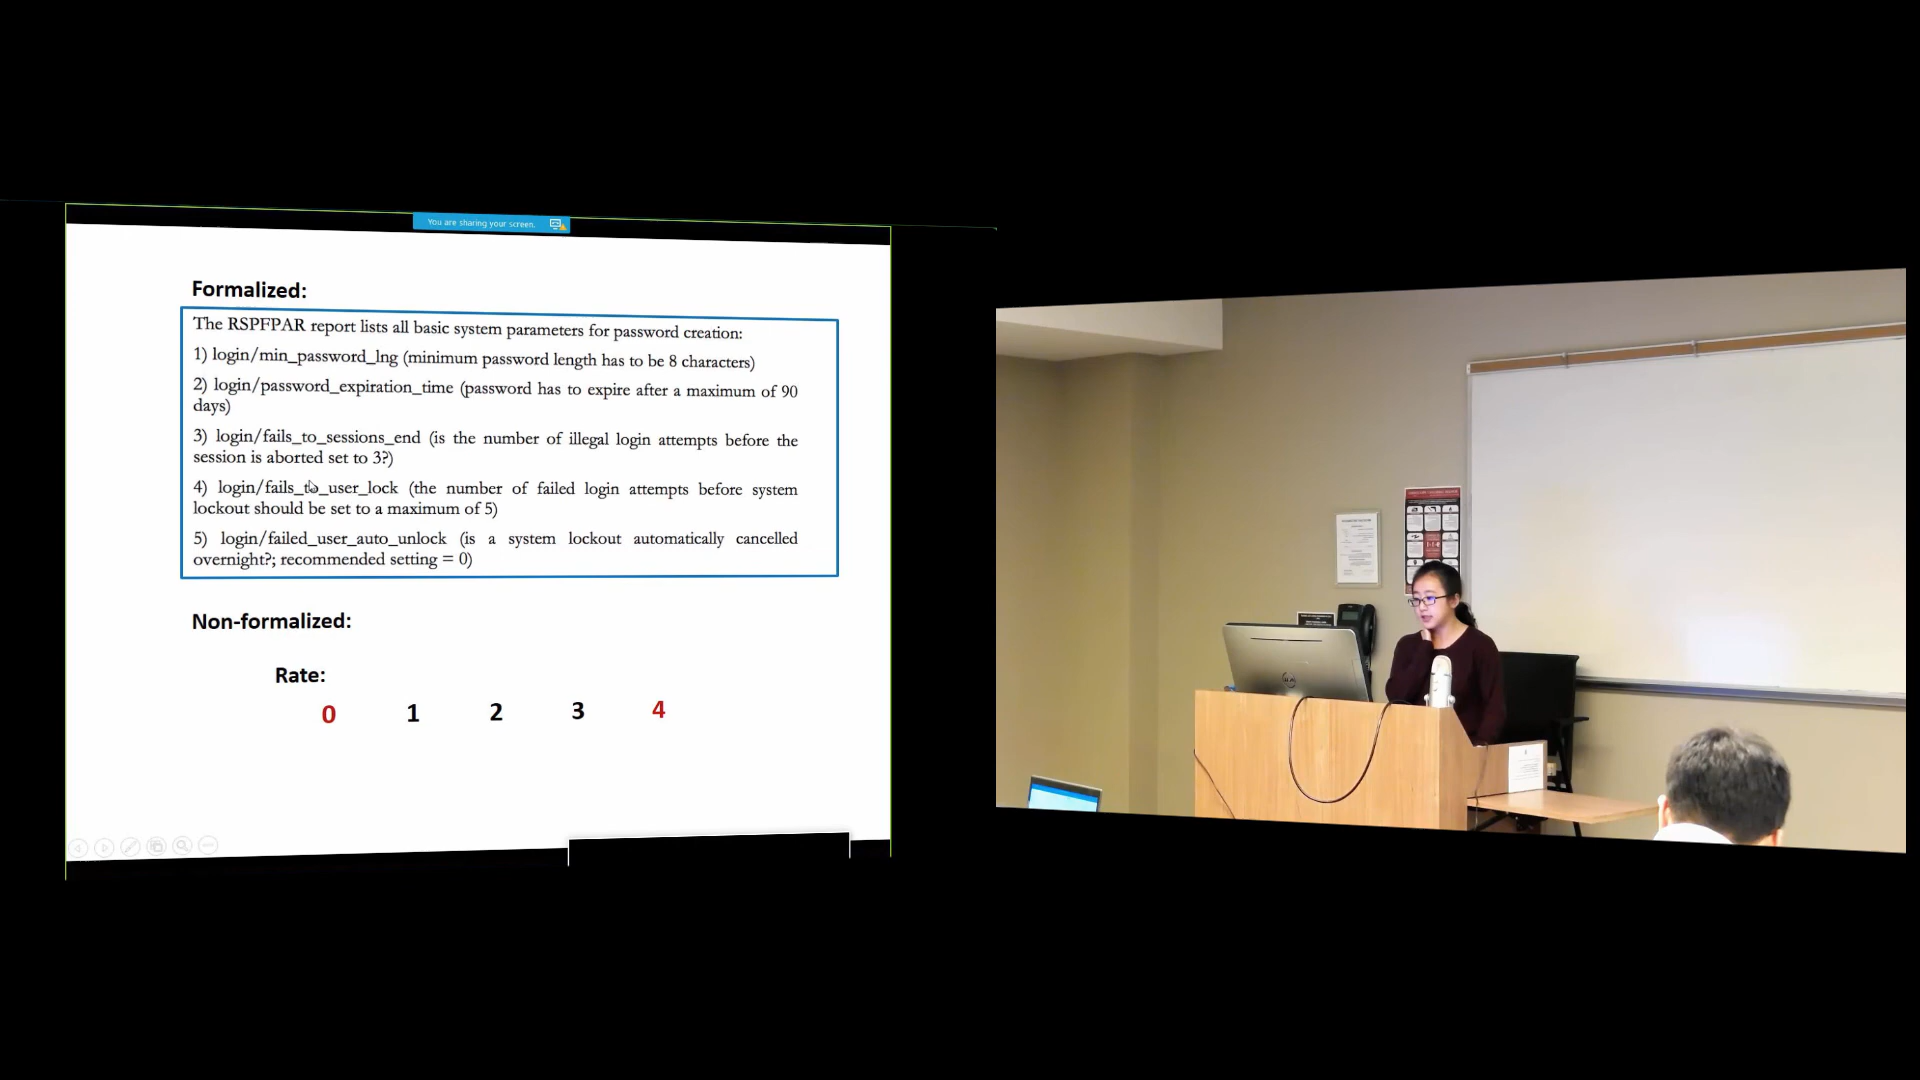 You are sharing your screen.
Formalized:
The RSPFPAR report lists all basic system parameters for password creation:
1) login/min_password_lng (minimum password length has to be 8 characters)
2) login/password_expiration_time (password has to expire after a maximum of 90
days)
3) login/fails_to_sessions_end (is the number of illegal login attempts before the
session is aborted set to 3?)
4) login/fails_to_user_lock (the number of failed login attempts before system
lockout should be set to a maximum of 5)
5) login/failed_user_auto_unlock (is a system lockout automatically cancelled
overnight?; recommended setting = 0)
Non-formalized:
Rate:
0 1 2 3 4